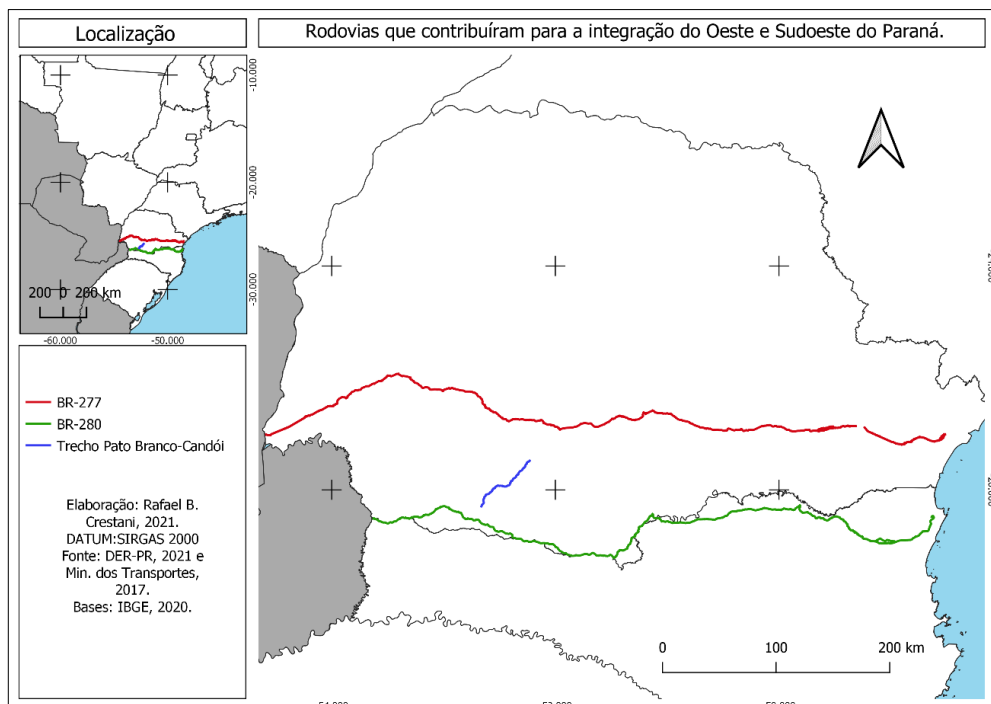 Localização
Rodovias que contribuíram para a integração do Oeste e Sudoeste do Paraná.
-10.000
-20.000
-30.000
200 0 200 km
-60.000
-50.000
BR-277
BR-280
Trecho Pato Branco-Candói
Elaboração: Rafael B.
Crestani, 2021.
DATUM:SIRGAS 2000
Fonte: DER-PR, 2021 e
Min. dos Transportes,
2017.
Bases: IBGE, 2020.
0 100 200 km